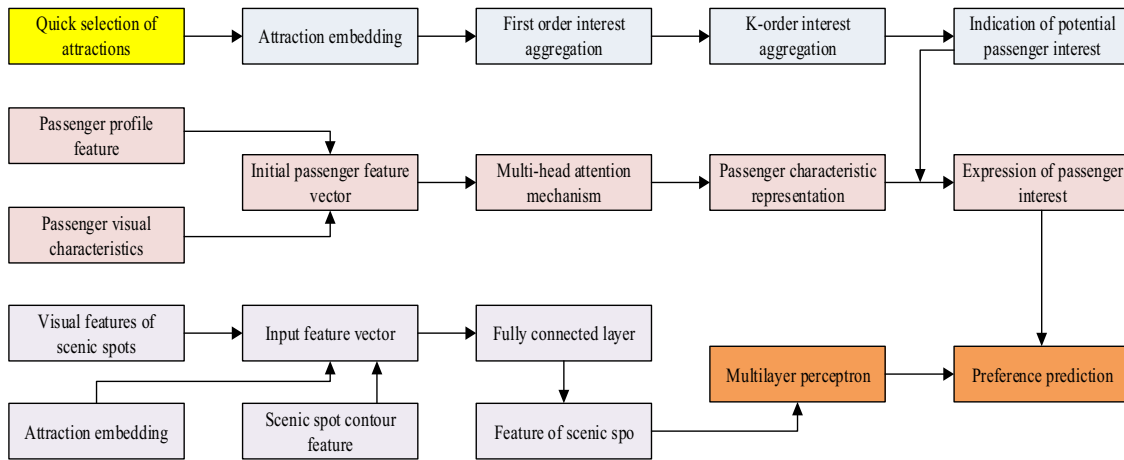 Quick selection of
attractions
Attraction embedding
First order interest
aggregation
K-order interest
aggregation
Indication of potential
passenger interest
Passenger profile
feature
Initial passenger feature
vector
Multi-head attention
mechanism
Passenger characteristic
representation
Expression of passenger
interest
Passenger visual
characteristics
Visual features of
scenic spots
Input feature vector
Fully connected layer
Multilayer perceptron
Preference prediction
Attraction embedding
Scenic spot contour
feature
Feature of scenic spo